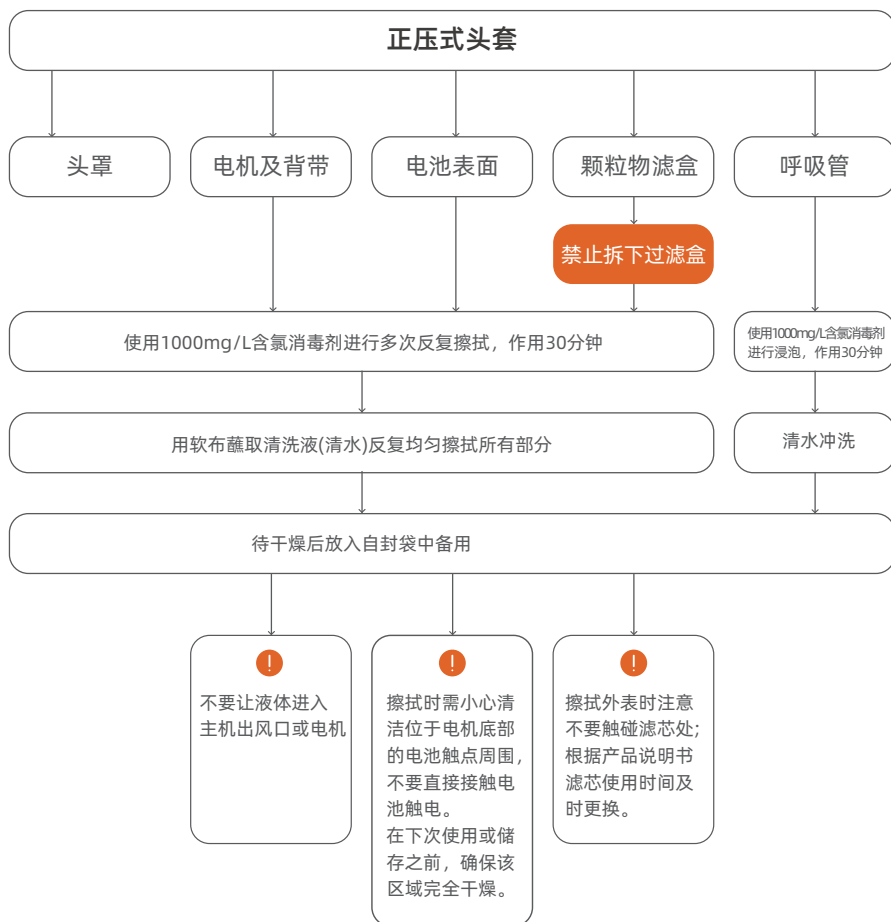 正压式头套
头罩
电机及背带
电池表面
颗粒物滤盒
呼吸管
禁止拆下过滤盒
使用1000mg/L含氯消毒剂进行多次反复擦拭，作用30分钟
使用1000mg/L含氯消毒剂
进行浸泡，作用30分钟
用软布蘸取清洗液(清水)反复均匀擦拭所有部分
清水冲洗
待干燥后放入自封袋中备用
!
不要让液体进入
主机出风口或电机
!
擦拭时需小心清
洁位于电机底部
的电池触点周围，
不要直接接触电
池触电。
在下次使用或储
存之前，确保该
区域完全干燥。
!
擦拭外表时注意
不要触碰滤芯处;
根据产品说明书
滤芯使用时间及
时更换。